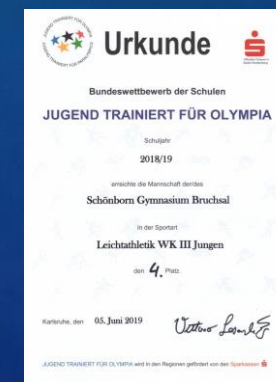 Urkunde
Bundeswettbewerb der Schulen
JUGEND TRAINIERT FÜR OLYMPIA
Schuljahr
2018/19
erreichte die Mannschaft der/des
Schönborn Gymnasium Bruchsal
in der Sportart
Leichtathletik WK III Jungen
den 4. Platz
Karlsruhe, den 05. Juni 2019
JUGEND TRAINIERT FÜR OLYMPIA wird in den Regionen gefördert von den Sparkassen